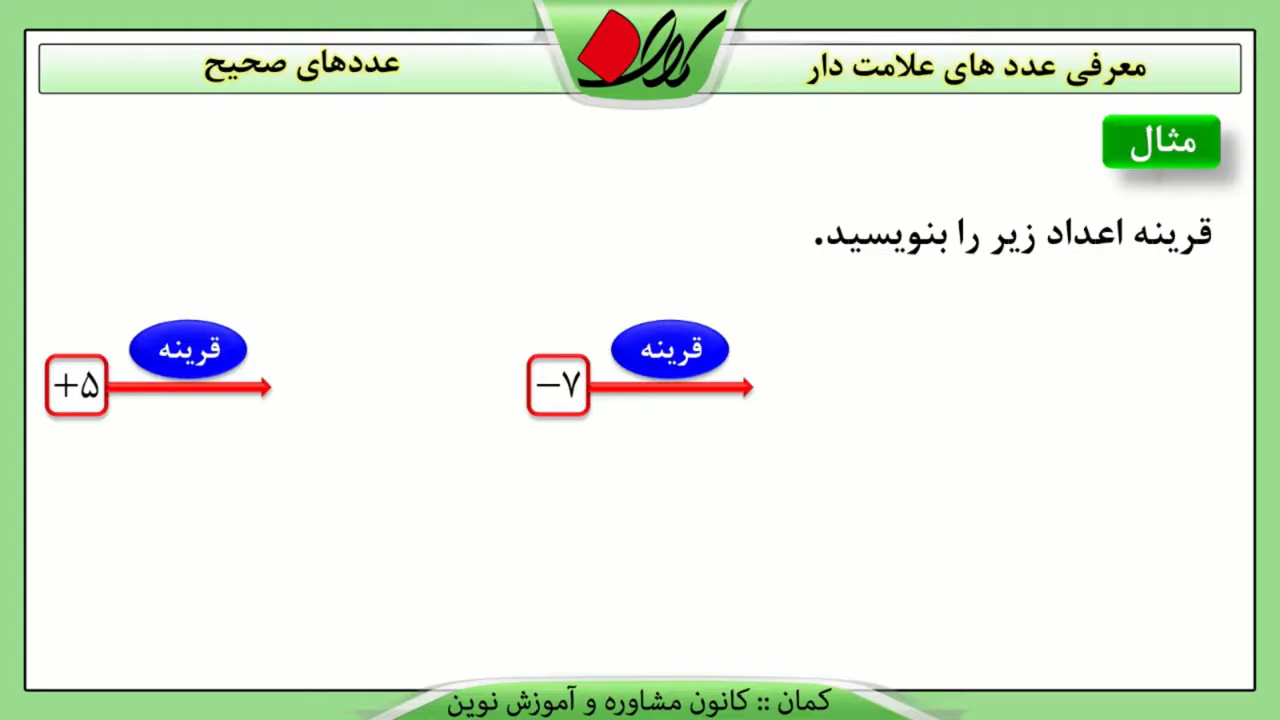 معرفی عدد های علامت دار
کمان
عددهای صحیح
مثال
قرینه اعداد زیر را بنویسید.
قرینه
−۷
قرینه
+۵
کمان :: کانون مشاوره و آموزش نوین